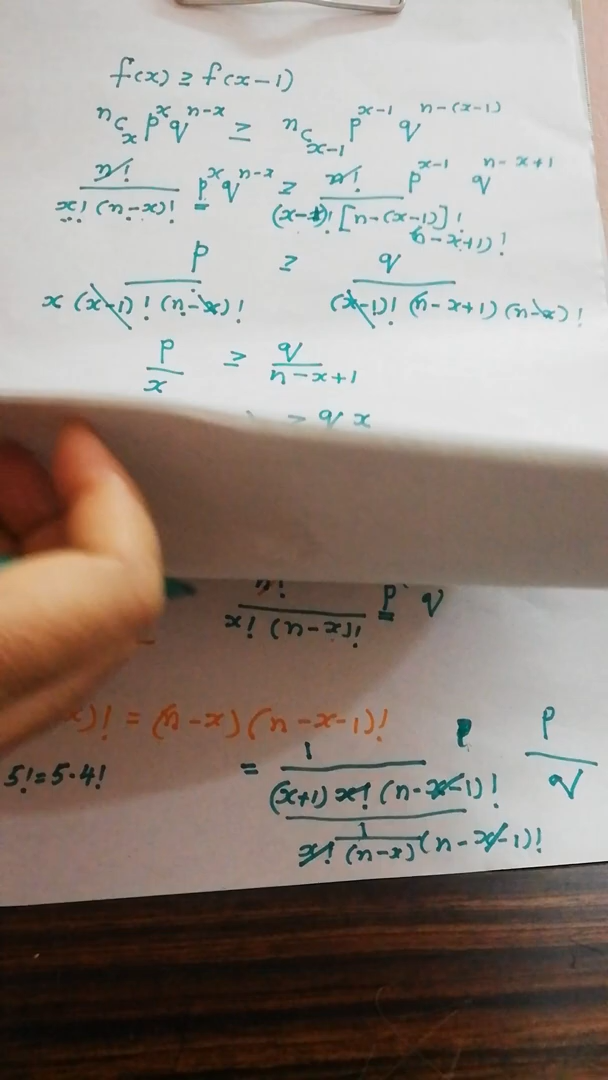 f(x) ≥ f(x-1)
ⁿCₓ pˣ qⁿ⁻ˣ ≥ ⁿCₓ₋₁ pˣ⁻¹ qⁿ⁻⁽ˣ⁻¹⁾
n!/(x! (n-x)!) pˣ qⁿ⁻ˣ ≥ n!/((x-1)! [n-(x-1)]!) pˣ⁻¹ qⁿ⁻ˣ⁺¹
(n-x+1)!
p/(x (x-1)! (n-x)!) ≥ q/((x-1)! (n-x+1) (n-x)!)
p/x ≥ q/(n-x+1)
q x
n!/(x! (n-x)!) p q
)! = (n-x) (n-x-1)!
5! = 5·4!
= 1/((x+1) x! (n-x-1)!) / 1/(x! (n-x) (n-x-1)!) p/q